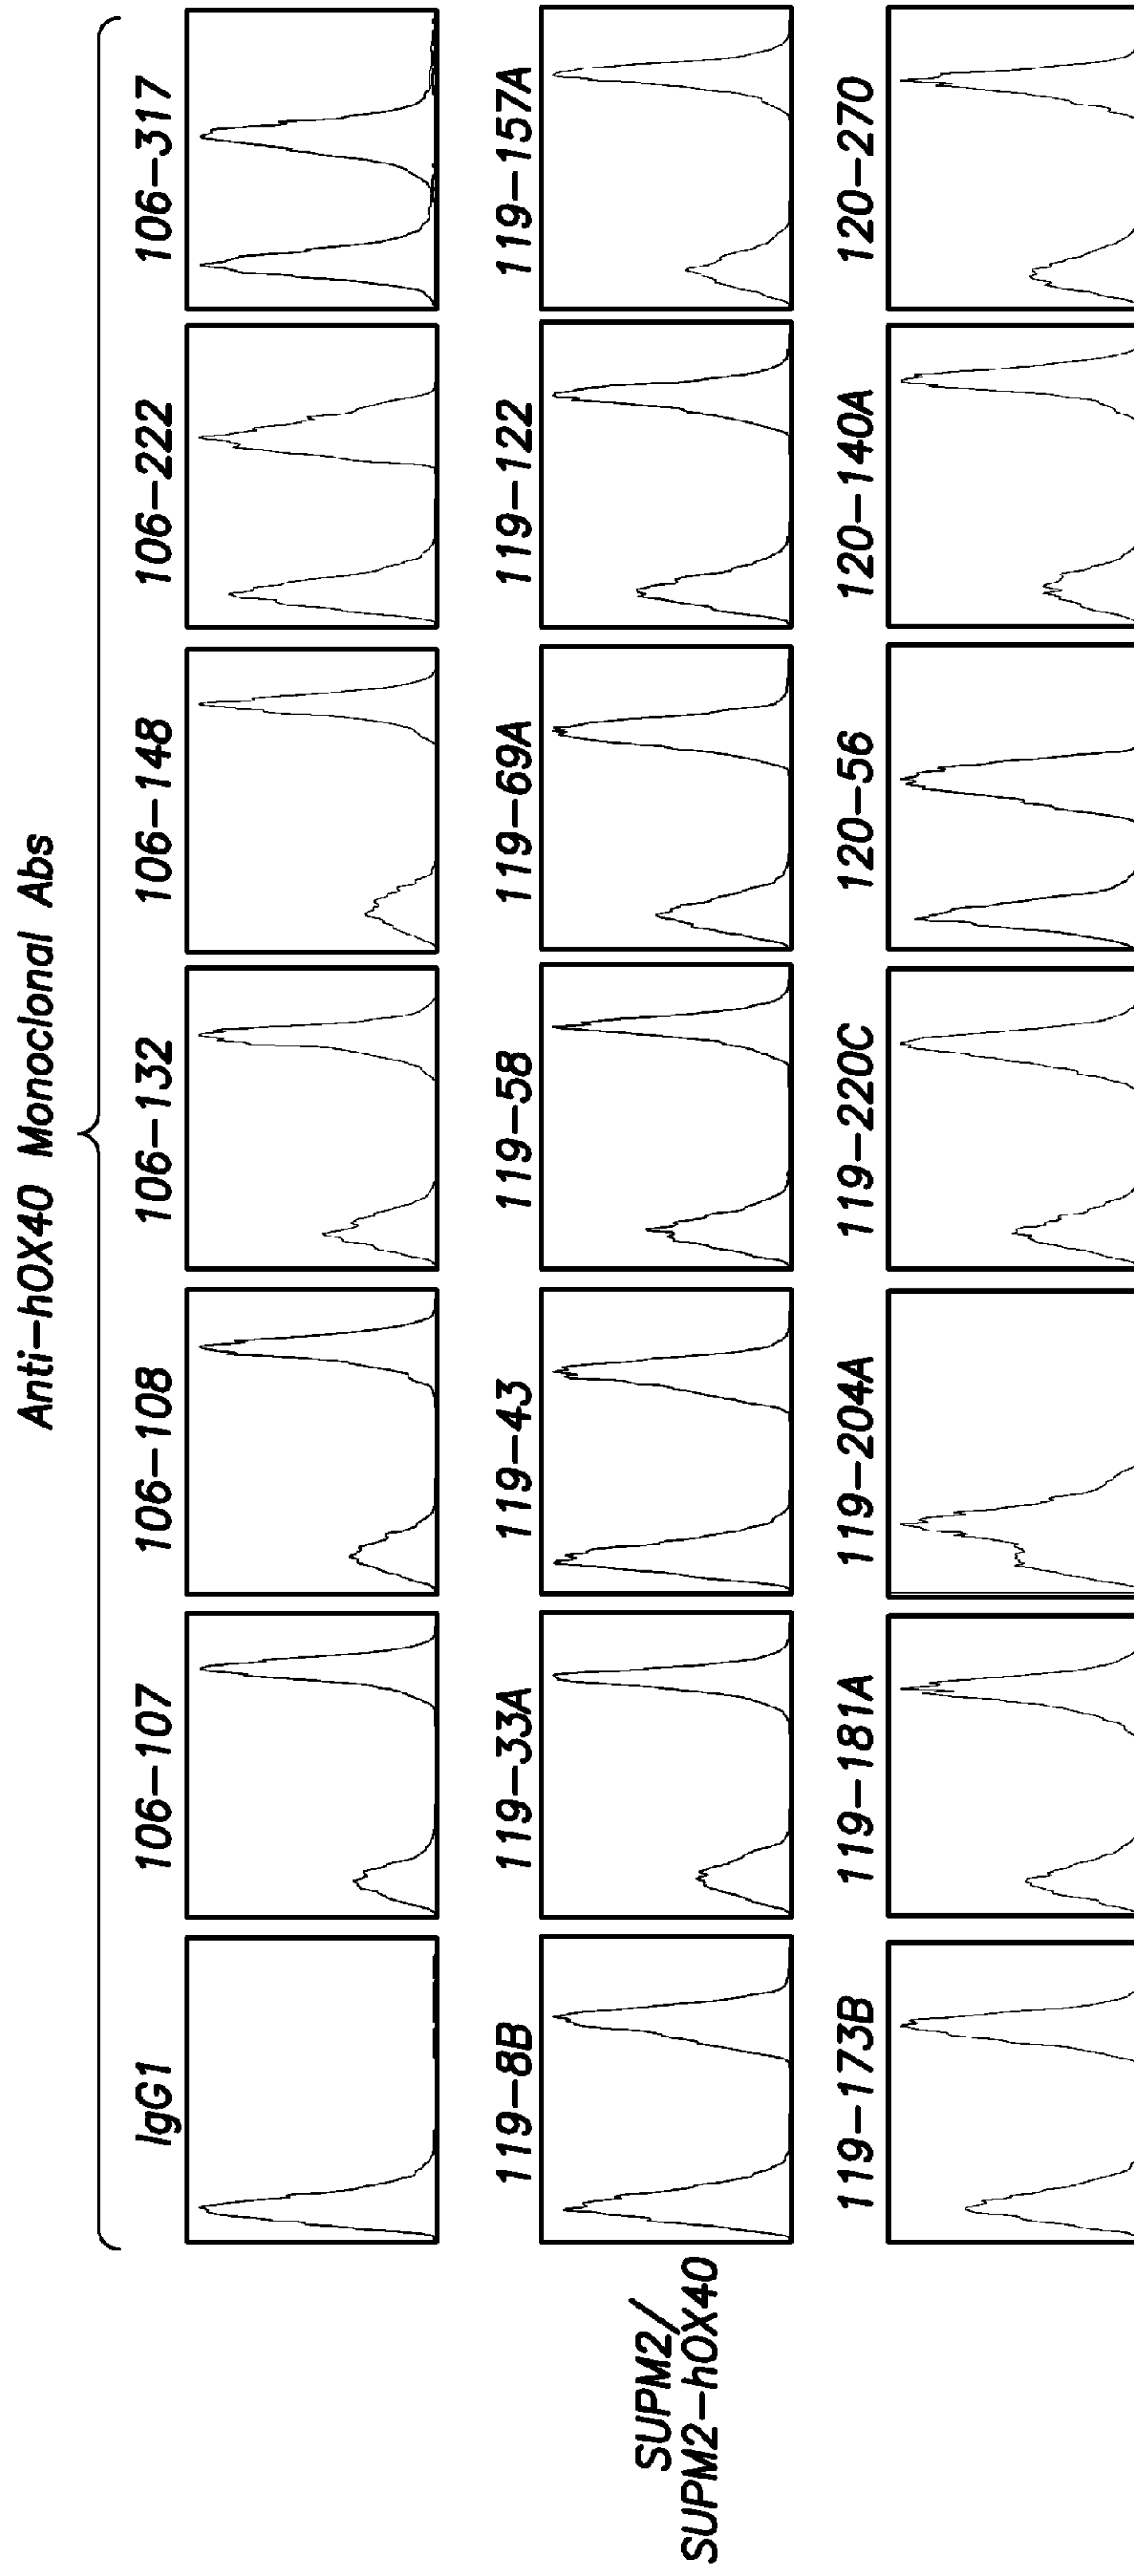 Anti-hOX40 Monoclonal Abs
IgG1 106-107 106-108 106-132 106-148 106-222 106-317
119-8B 119-33A 119-43 119-58 119-69A 119-122 119-157A
SUPM2/
SUPM2-hOX40
119-173B 119-181A 119-204A 119-220C 120-56 120-140A 120-270